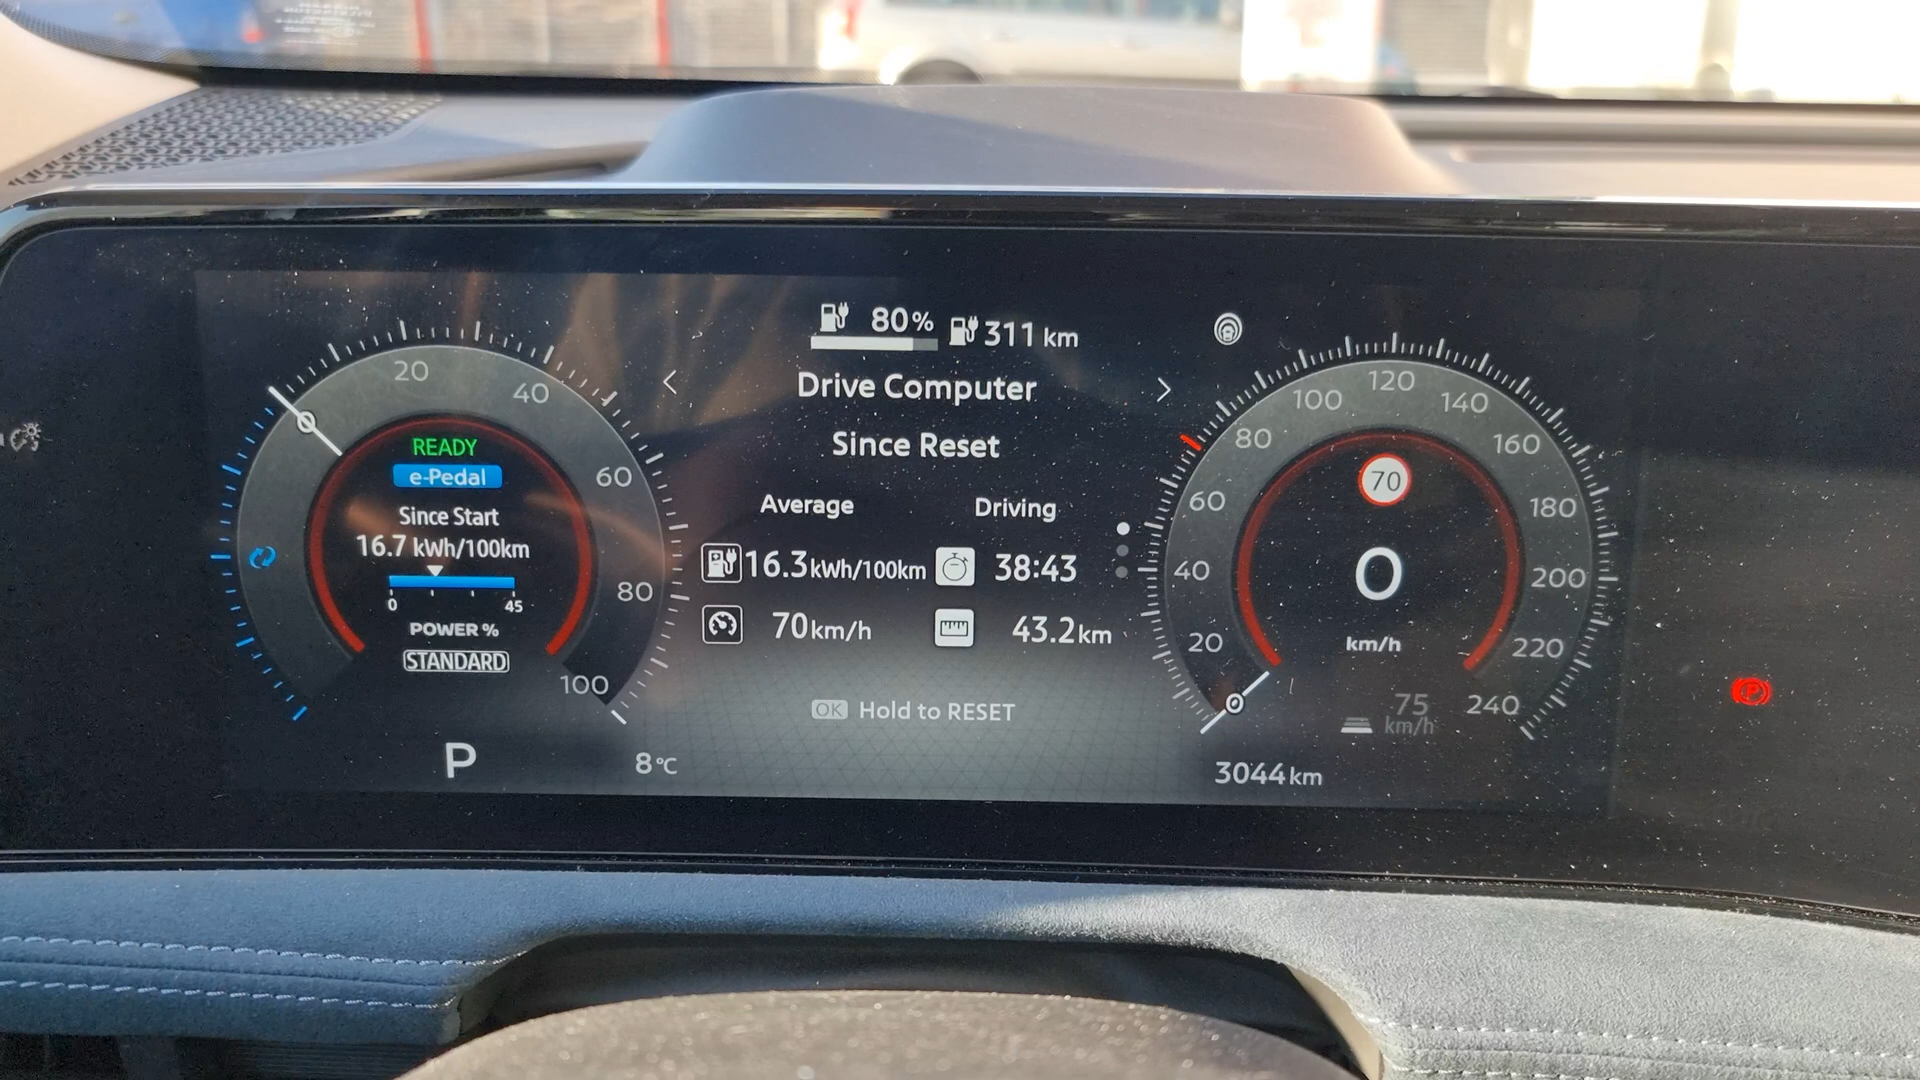 80% 311 km
Drive Computer
Since Reset
Average Driving
16.3kWh/100km 38:43
70km/h 43.2km
OK Hold to RESET
0 20 40 60 80 100
READY
e-Pedal
Since Start
16.7 kWh/100km
0 45
POWER %
STANDARD
P
8°C
0 20 40 60 80 100 120 140 160 180 200 220 240
70
0
km/h
75
km/h
3044km
P